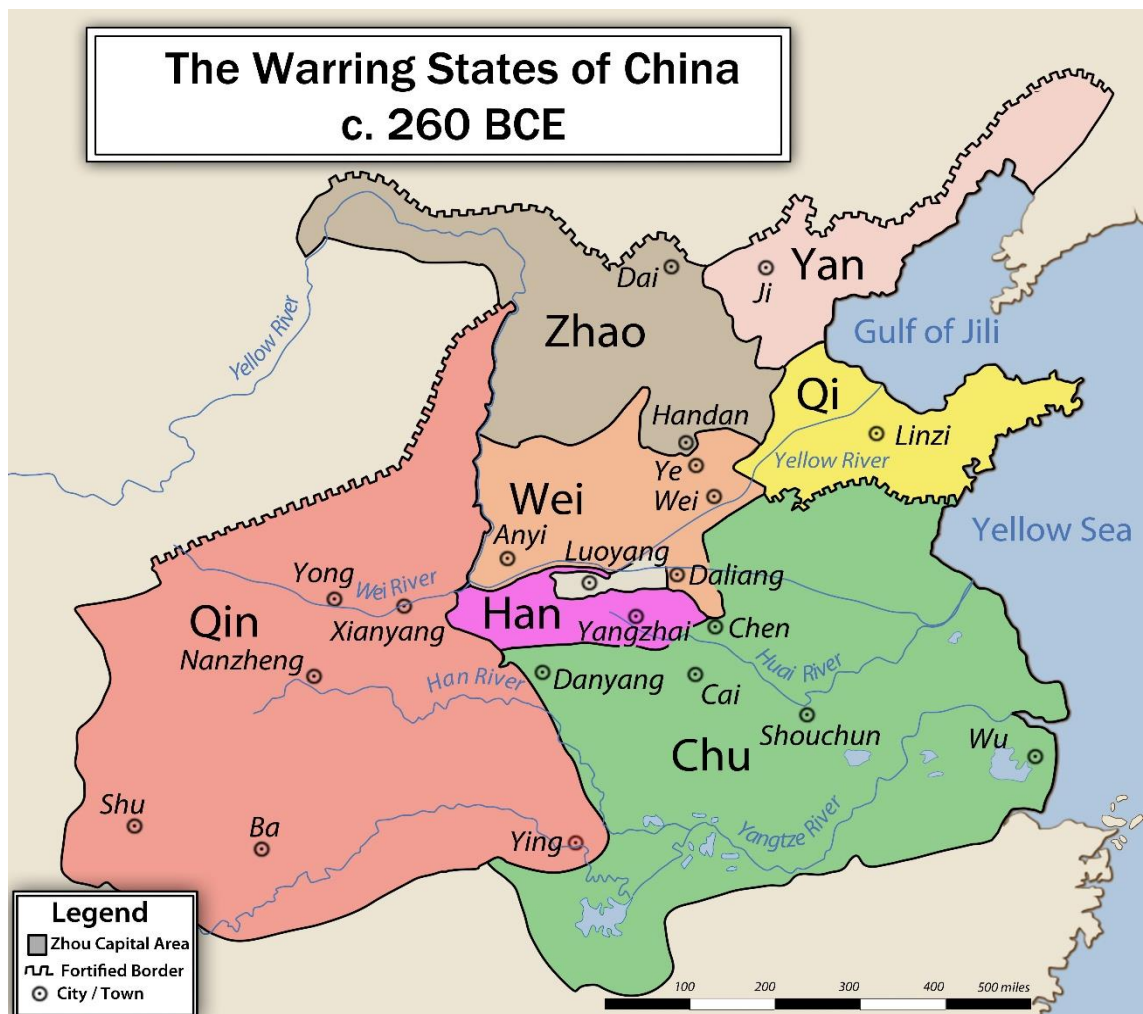 The Warring States of China
c. 260 BCE
Yan
Dai
Ji
Zhao
Gulf of Jili
Yellow River
Qi
Handan
Linzi
Ye
Yellow River
Wei
Wei
Yellow Sea
Anyi
Luoyang
Daliang
Yong
Wei River
Han
Qin
Xianyang
Yangzhai
Chen
Nanzheng
Han River
Danyang
Huai River
Cai
Shouchun
Wu
Chu
Shu
Ba
Ying
Yangtze River
Legend
Zhou Capital Area
Fortified Border
City / Town
100 200 300 400 500 miles